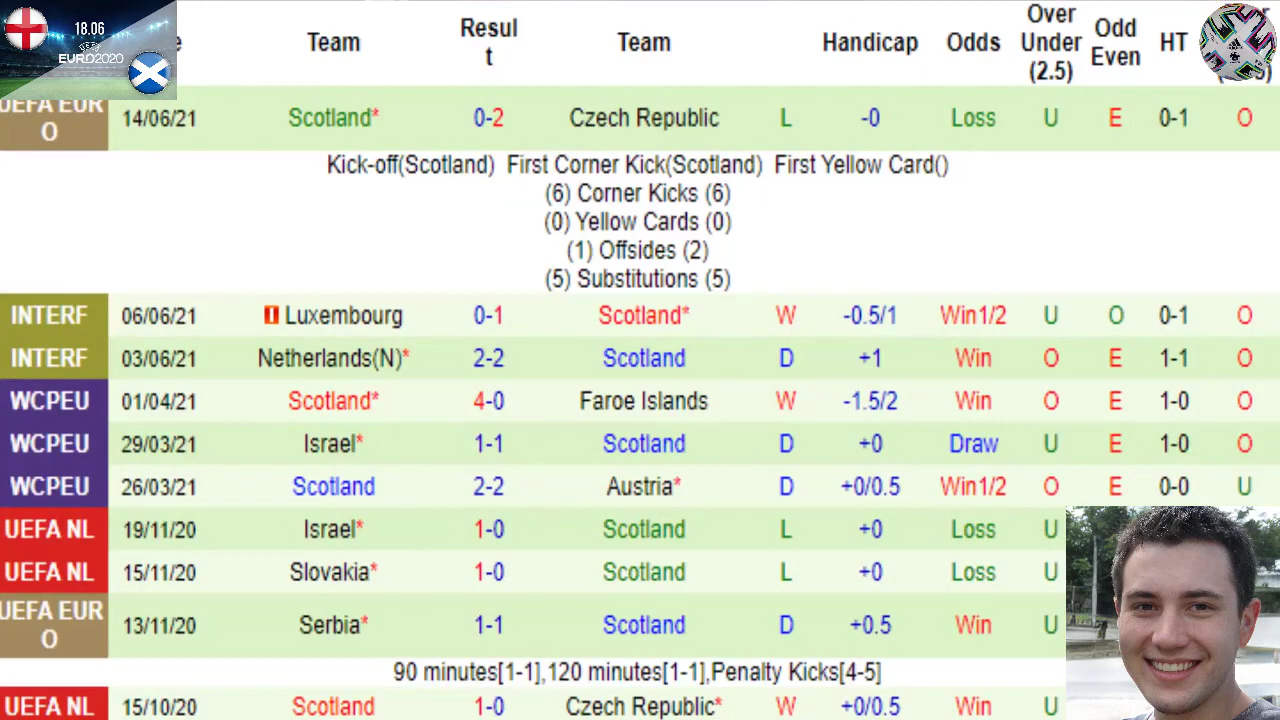 18.06
UEFA
EURO2020
Team
Resul
t
Team
Handicap
Odds
Over
Under
(2.5)
Odd
Even
HT
UEFA EUR
O
14/06/21 Scotland* 0-2 Czech Republic L -0 Loss U E 0-1 O
Kick-off(Scotland) First Corner Kick(Scotland) First Yellow Card()
(6) Corner Kicks (6)
(0) Yellow Cards (0)
(1) Offsides (2)
(5) Substitutions (5)
INTERF 06/06/21 Luxembourg 0-1 Scotland* W -0.5/1 Win1/2 U O 0-1 O
INTERF 03/06/21 Netherlands(N)* 2-2 Scotland D +1 Win O E 1-1 O
WCPEU 01/04/21 Scotland* 4-0 Faroe Islands W -1.5/2 Win O E 1-0 O
WCPEU 29/03/21 Israel* 1-1 Scotland D +0 Draw U E 1-0 O
WCPEU 26/03/21 Scotland 2-2 Austria* D +0/0.5 Win1/2 O E 0-0 U
UEFA NL 19/11/20 Israel* 1-0 Scotland L +0 Loss U
UEFA NL 15/11/20 Slovakia* 1-0 Scotland L +0 Loss U
UEFA EUR
O
13/11/20 Serbia* 1-1 Scotland D +0.5 Win U
90 minutes[1-1],120 minutes[1-1],Penalty Kicks[4-5]
UEFA NL 15/10/20 Scotland 1-0 Czech Republic* W +0/0.5 Win U